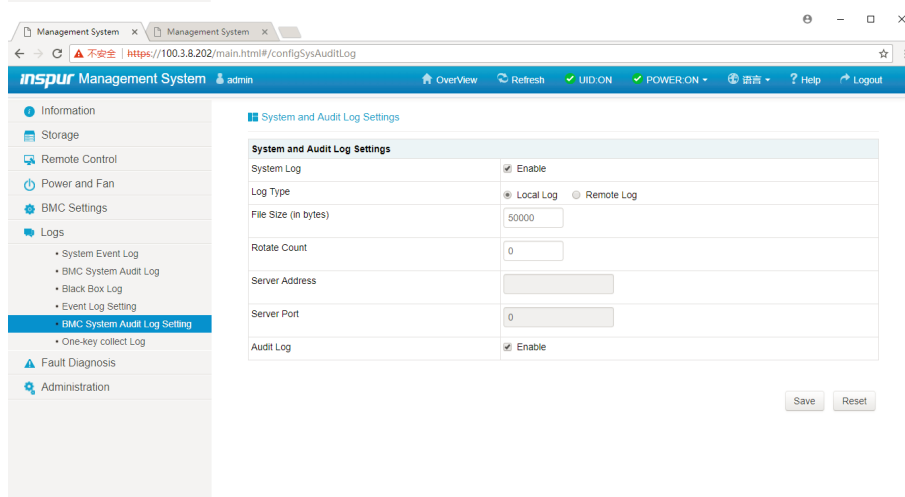 Management System
Management System
不安全 | https://100.3.8.202/main.html#/configSysAuditLog
inspur Management System admin OverView Refresh UID:ON POWER:ON 语言 ? Help Logout
Information
Storage
Remote Control
Power and Fan
BMC Settings
Logs
• System Event Log
• BMC System Audit Log
• Black Box Log
• Event Log Setting
• BMC System Audit Log Setting
• One-key collect Log
Fault Diagnosis
Administration
System and Audit Log Settings
System and Audit Log Settings
System Log Enable
Log Type Local Log Remote Log
File Size (in bytes) 50000
Rotate Count 0
Server Address
Server Port 0
Audit Log Enable
Save Reset